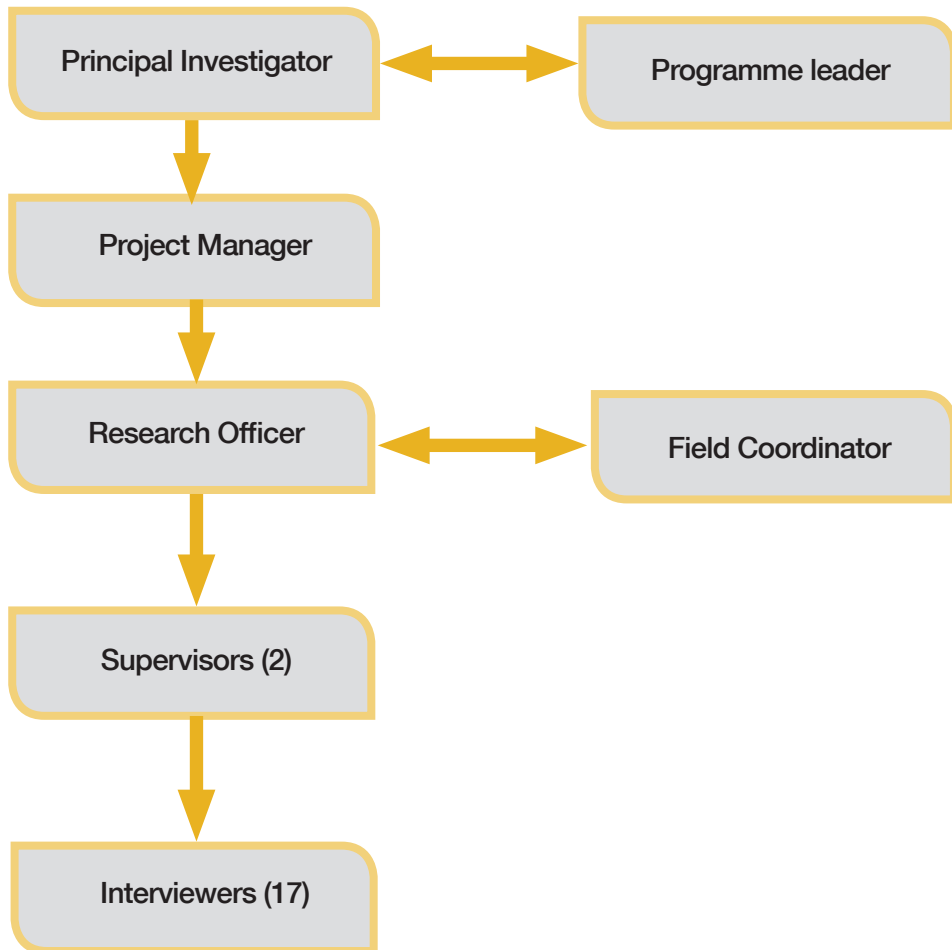 Principal Investigator
Programme leader
Project Manager
Research Officer
Field Coordinator
Supervisors (2)
Interviewers (17)